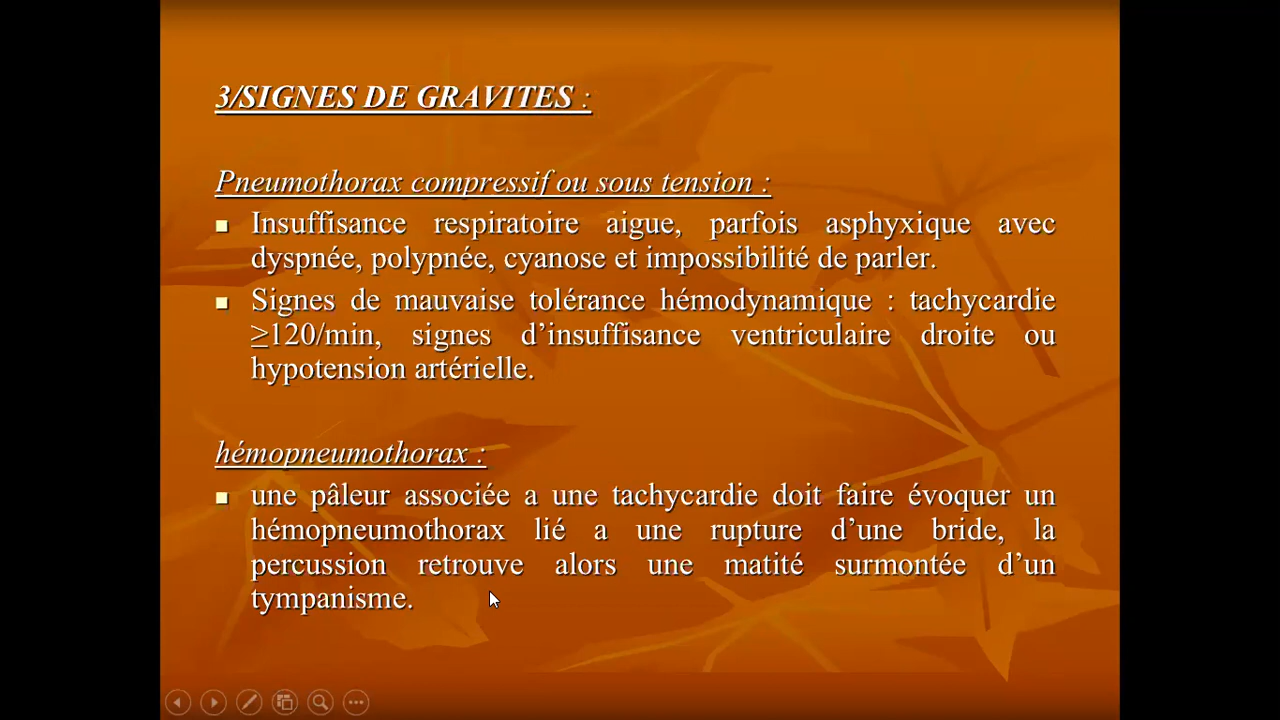 3/SIGNES DE GRAVITES :
Pneumothorax compressif ou sous tension :
Insuffisance respiratoire aigue, parfois asphyxique avec
dyspnée, polypnée, cyanose et impossibilité de parler.
Signes de mauvaise tolérance hémodynamique : tachycardie
≥120/min, signes d’insuffisance ventriculaire droite ou
hypotension artérielle.
hémopneumothorax :
une pâleur associée a une tachycardie doit faire évoquer un
hémopneumothorax lié a une rupture d’une bride, la
percussion retrouve alors une matité surmontée d’un
tympanisme.